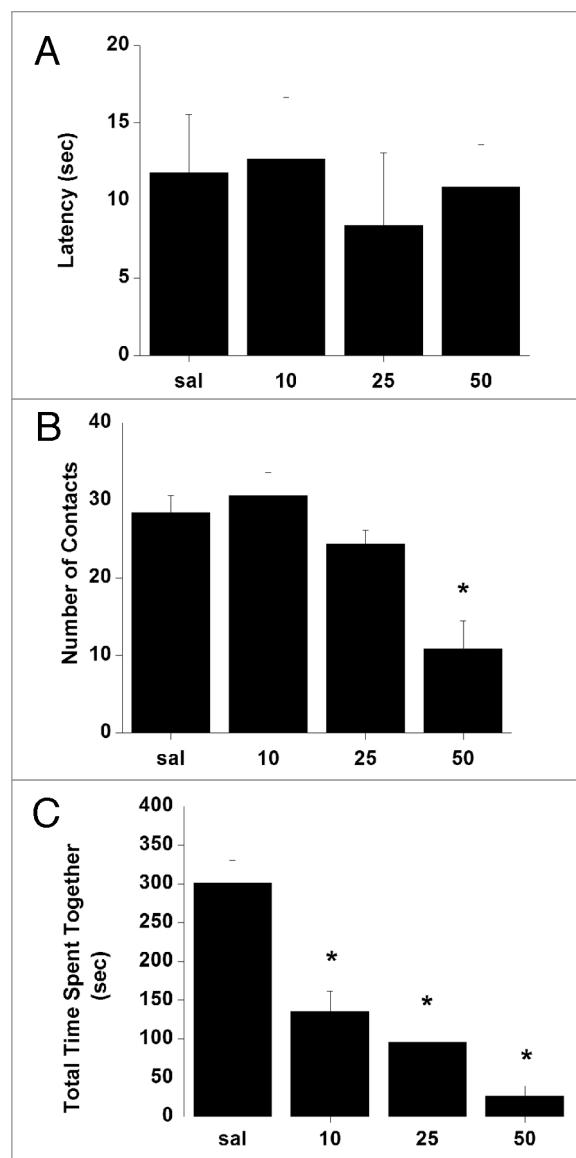 A
Latency (sec)
20
15
10
5
0
sal 10 25 50
B
Number of Contacts
40
30
20
10
0
*
sal 10 25 50
C
Total Time Spent Together
(sec)
400
350
300
250
200
150
100
50
0
* * *
sal 10 25 50